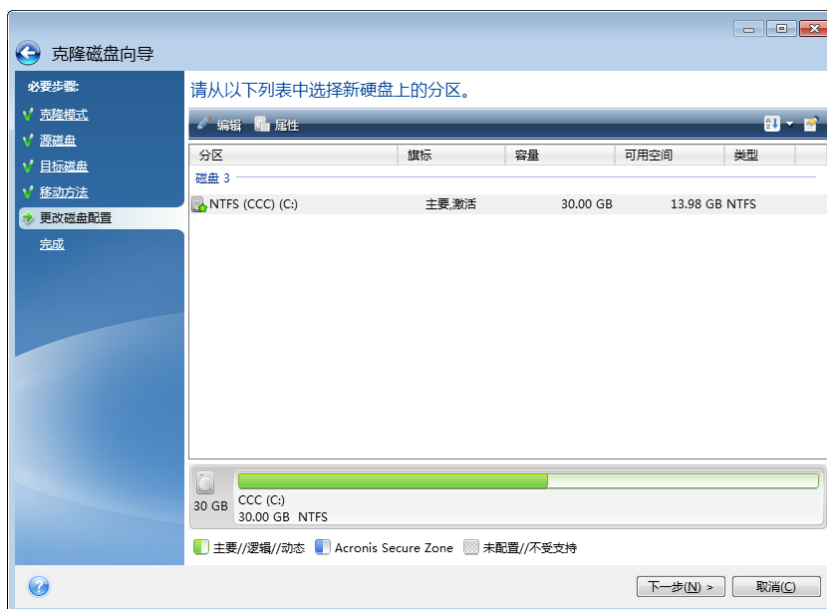 克隆磁盘向导
必要步骤:
克隆模式
源磁盘
目标磁盘
移动方法
更改磁盘配置
完成
请从以下列表中选择新硬盘上的分区。
编辑 属性
分区 旗标 容量 可用空间 类型
磁盘 3
NTFS (CCC) (C:) 主要,激活 30.00 GB 13.98 GB NTFS
30 GB
CCC (C:)
30.00 GB NTFS
主要//逻辑//动态 Acronis Secure Zone 未配置//不受支持
下一步(N) > 取消(C)